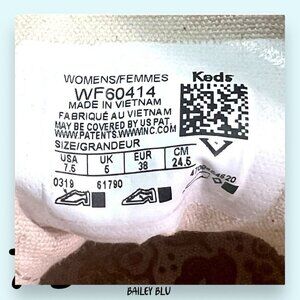 WOMENS/FEMMES
Keds
WF60414
MADE IN VIETNAM
FABRIQUÉ AU VIETNAM
MAY BE COVERED BY US PAT.
WWW.PATENTS.WWWINC.COM
SIZE/GRANDEUR
USA UK EUR CM
7.5 5 38 24.5
0319 61790
BAILEY BLU